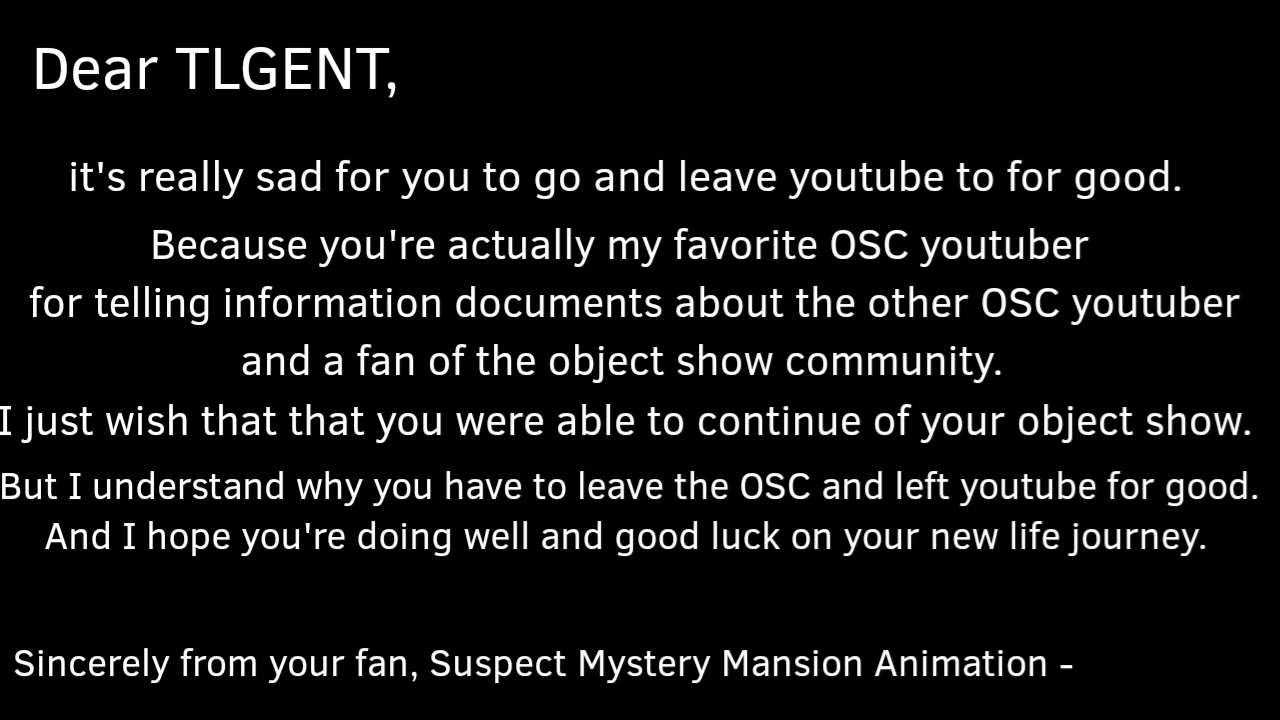 Dear TLGENT,
it's really sad for you to go and leave youtube to for good.
Because you're actually my favorite OSC youtuber
for telling information documents about the other OSC youtuber
and a fan of the object show community.
I just wish that that you were able to continue of your object show.
But I understand why you have to leave the OSC and left youtube for good.
And I hope you're doing well and good luck on your new life journey.
Sincerely from your fan, Suspect Mystery Mansion Animation -